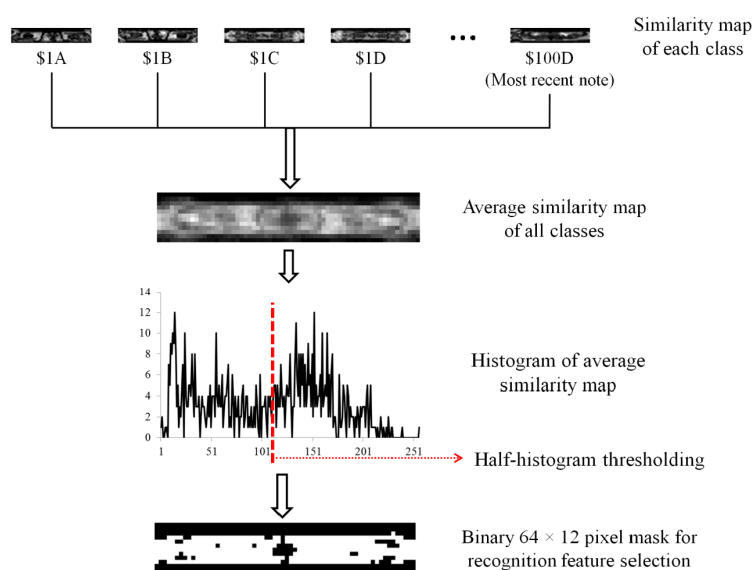 $1A $1B $1C $1D ... $100D
(Most recent note)
Similarity map
of each class
Average similarity map
of all classes
14
12
10
8
6
4
2
0
1 51 101 151 201 251
Histogram of average
similarity map
Half-histogram thresholding
Binary 64 × 12 pixel mask for
recognition feature selection